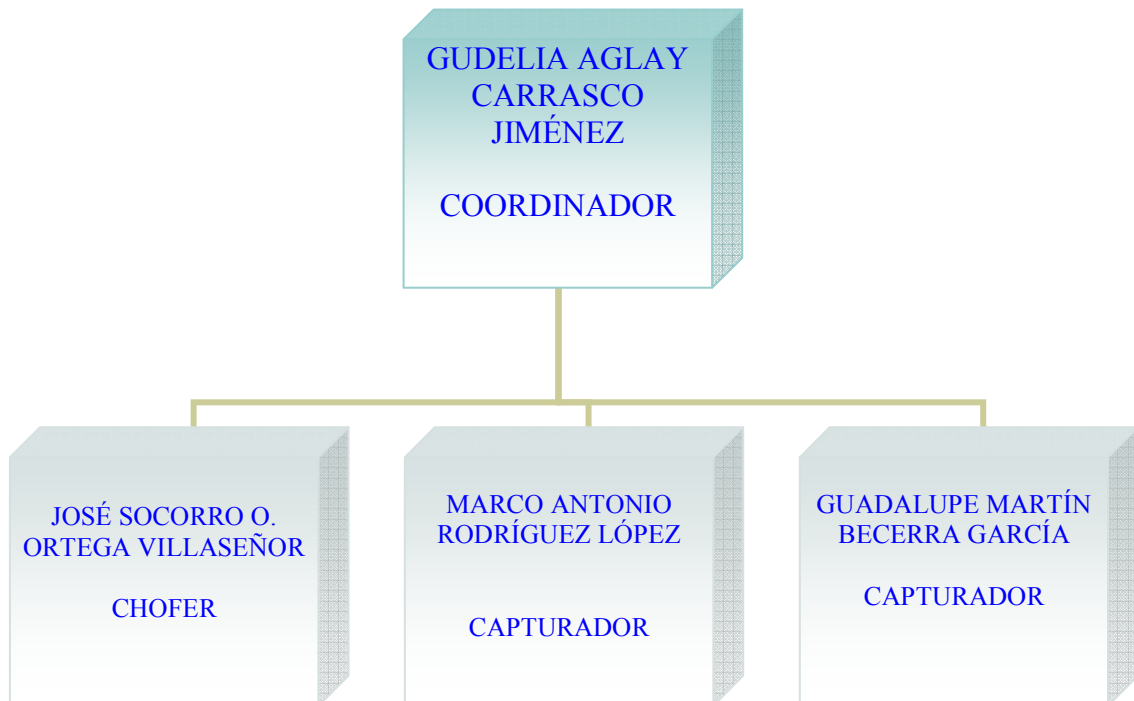 GUDELIA AGLAY
CARRASCO
JIMÉNEZ
COORDINADOR
JOSÉ SOCORRO O.
ORTEGA VILLASEÑOR
CHOFER
MARCO ANTONIO
RODRÍGUEZ LÓPEZ
CAPTURADOR
GUADALUPE MARTÍN
BECERRA GARCÍA
CAPTURADOR